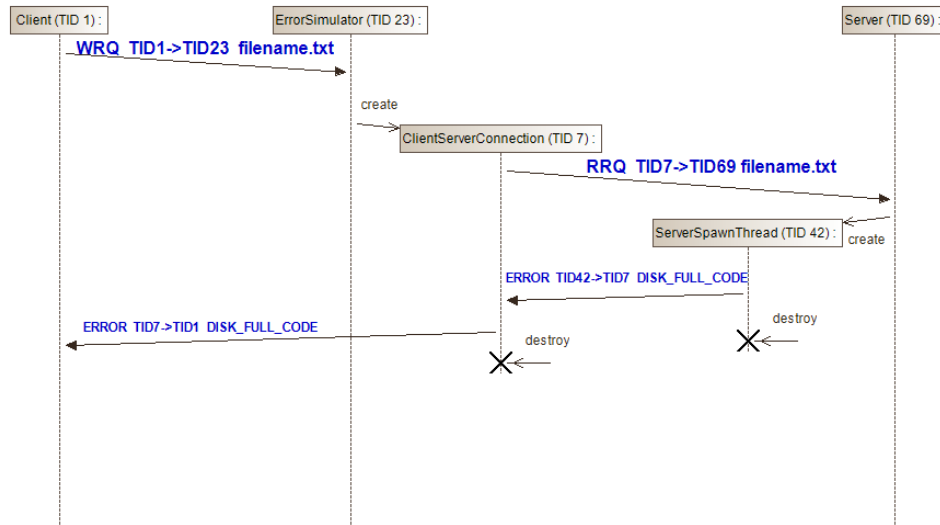 Client (TID 1) :
ErrorSimulator (TID 23) :
Server (TID 69) :
WRQ TID1->TID23 filename.txt
create
ClientServerConnection (TID 7) :
RRQ TID7->TID69 filename.txt
ServerSpawnThread (TID 42) :
create
ERROR TID42->TID7 DISK_FULL_CODE
ERROR TID7->TID1 DISK_FULL_CODE
destroy
destroy